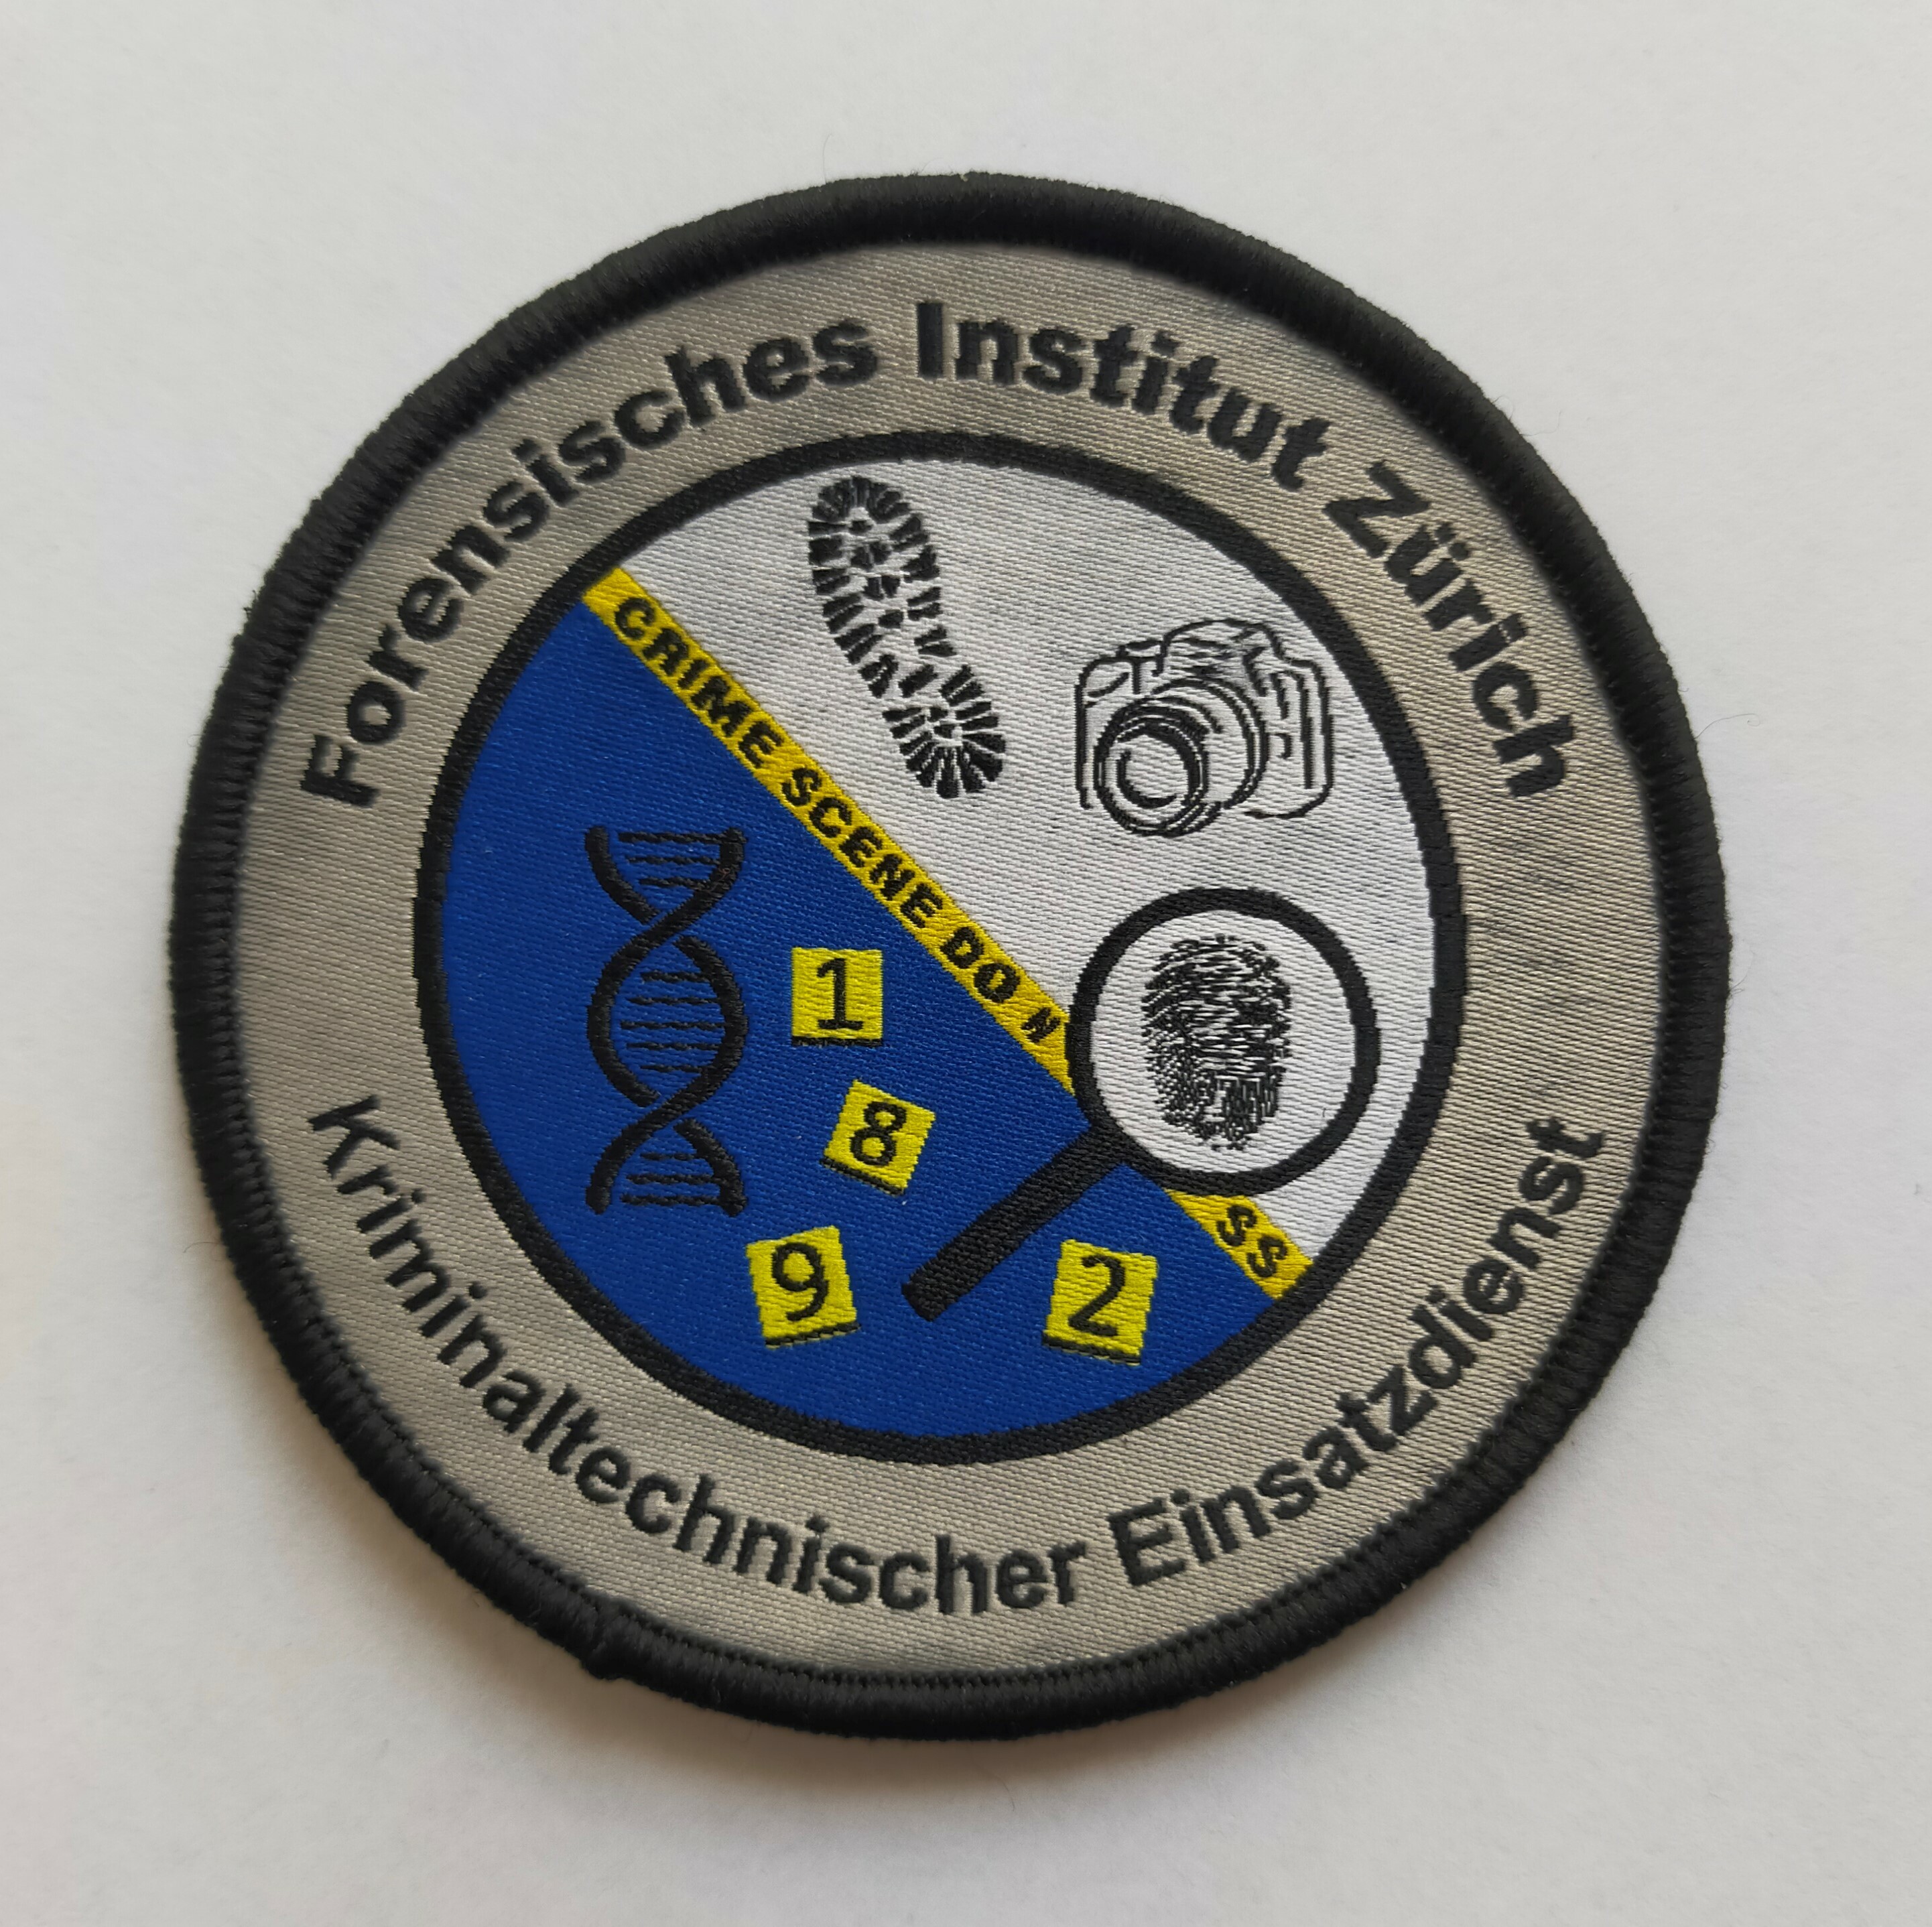 Forensisches Institut Zürich
CRIME SCENE DO N SS
1
8
9
2
Kriminaltechnischer Einsatzdienst